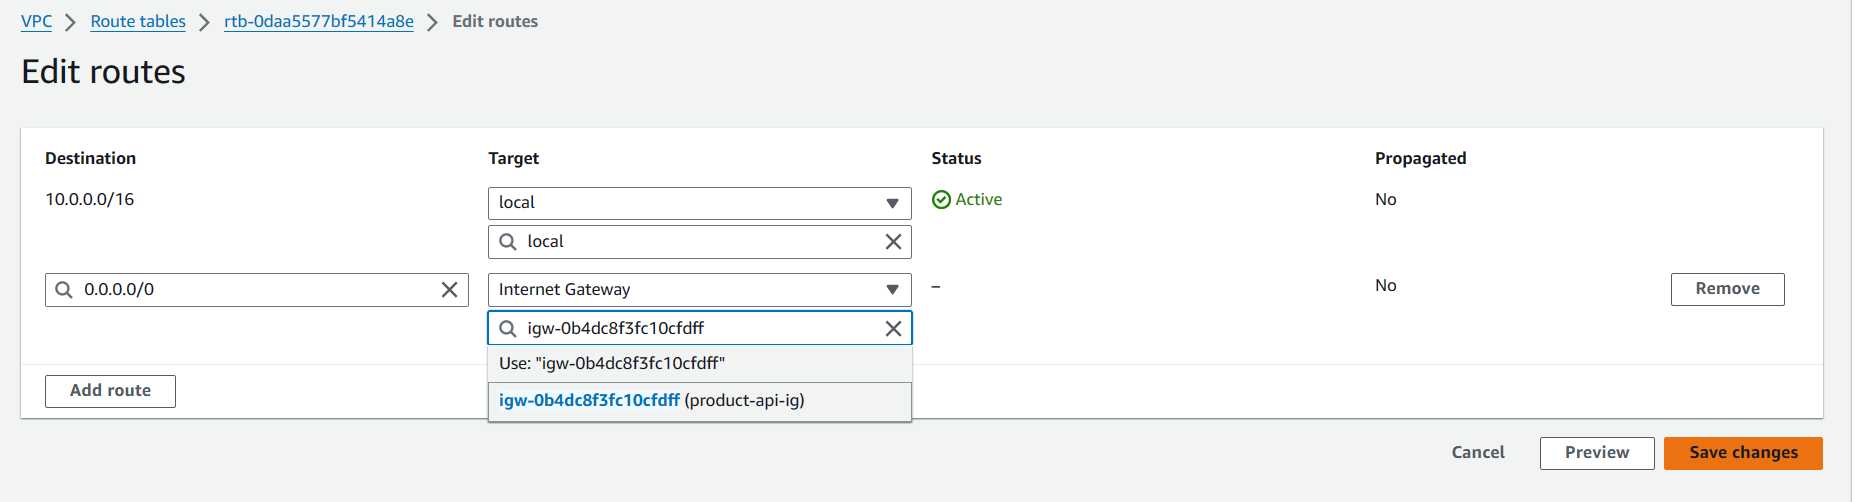 VPC > Route tables > rtb-0daa5577bf5414a8e > Edit routes
Edit routes
Destination Target Status Propagated
10.0.0.0/16 local Active No
local
0.0.0.0/0 Internet Gateway – No Remove
igw-0b4dc8f3fc10cfdff
Use: "igw-0b4dc8f3fc10cfdff"
Add route igw-0b4dc8f3fc10cfdff (product-api-ig)
Cancel Preview Save changes